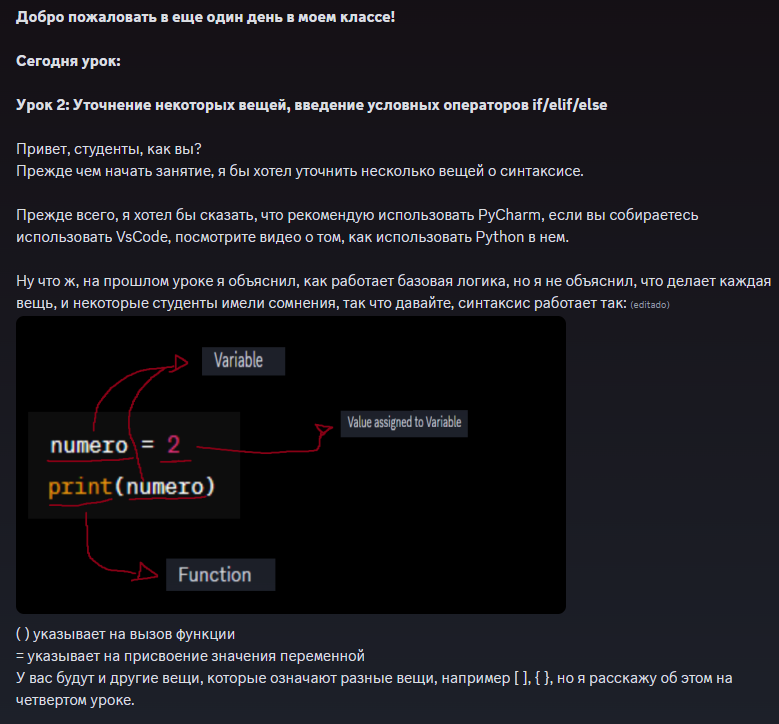 Добро пожаловать в еще один день в моем классе!
Сегодня урок:
Урок 2: Уточнение некоторых вещей, введение условных операторов if/elif/else
Привет, студенты, как вы?
Прежде чем начать занятие, я бы хотел уточнить несколько вещей о синтаксисе.
Прежде всего, я хотел бы сказать, что рекомендую использовать PyCharm, если вы собираетесь
использовать VsCode, посмотрите видео о том, как использовать Python в нем.
Ну что ж, на прошлом уроке я объяснил, как работает базовая логика, но я не объяснил, что делает каждая
вещь, и некоторые студенты имели сомнения, так что давайте, синтаксис работает так: (editado)
Variable
Value assigned to Variable
numero = 2
print(numero)
Function
( ) указывает на вызов функции
= указывает на присвоение значения переменной
У вас будут и другие вещи, которые означают разные вещи, например [ ], { }, но я расскажу об этом на
четвертом уроке.